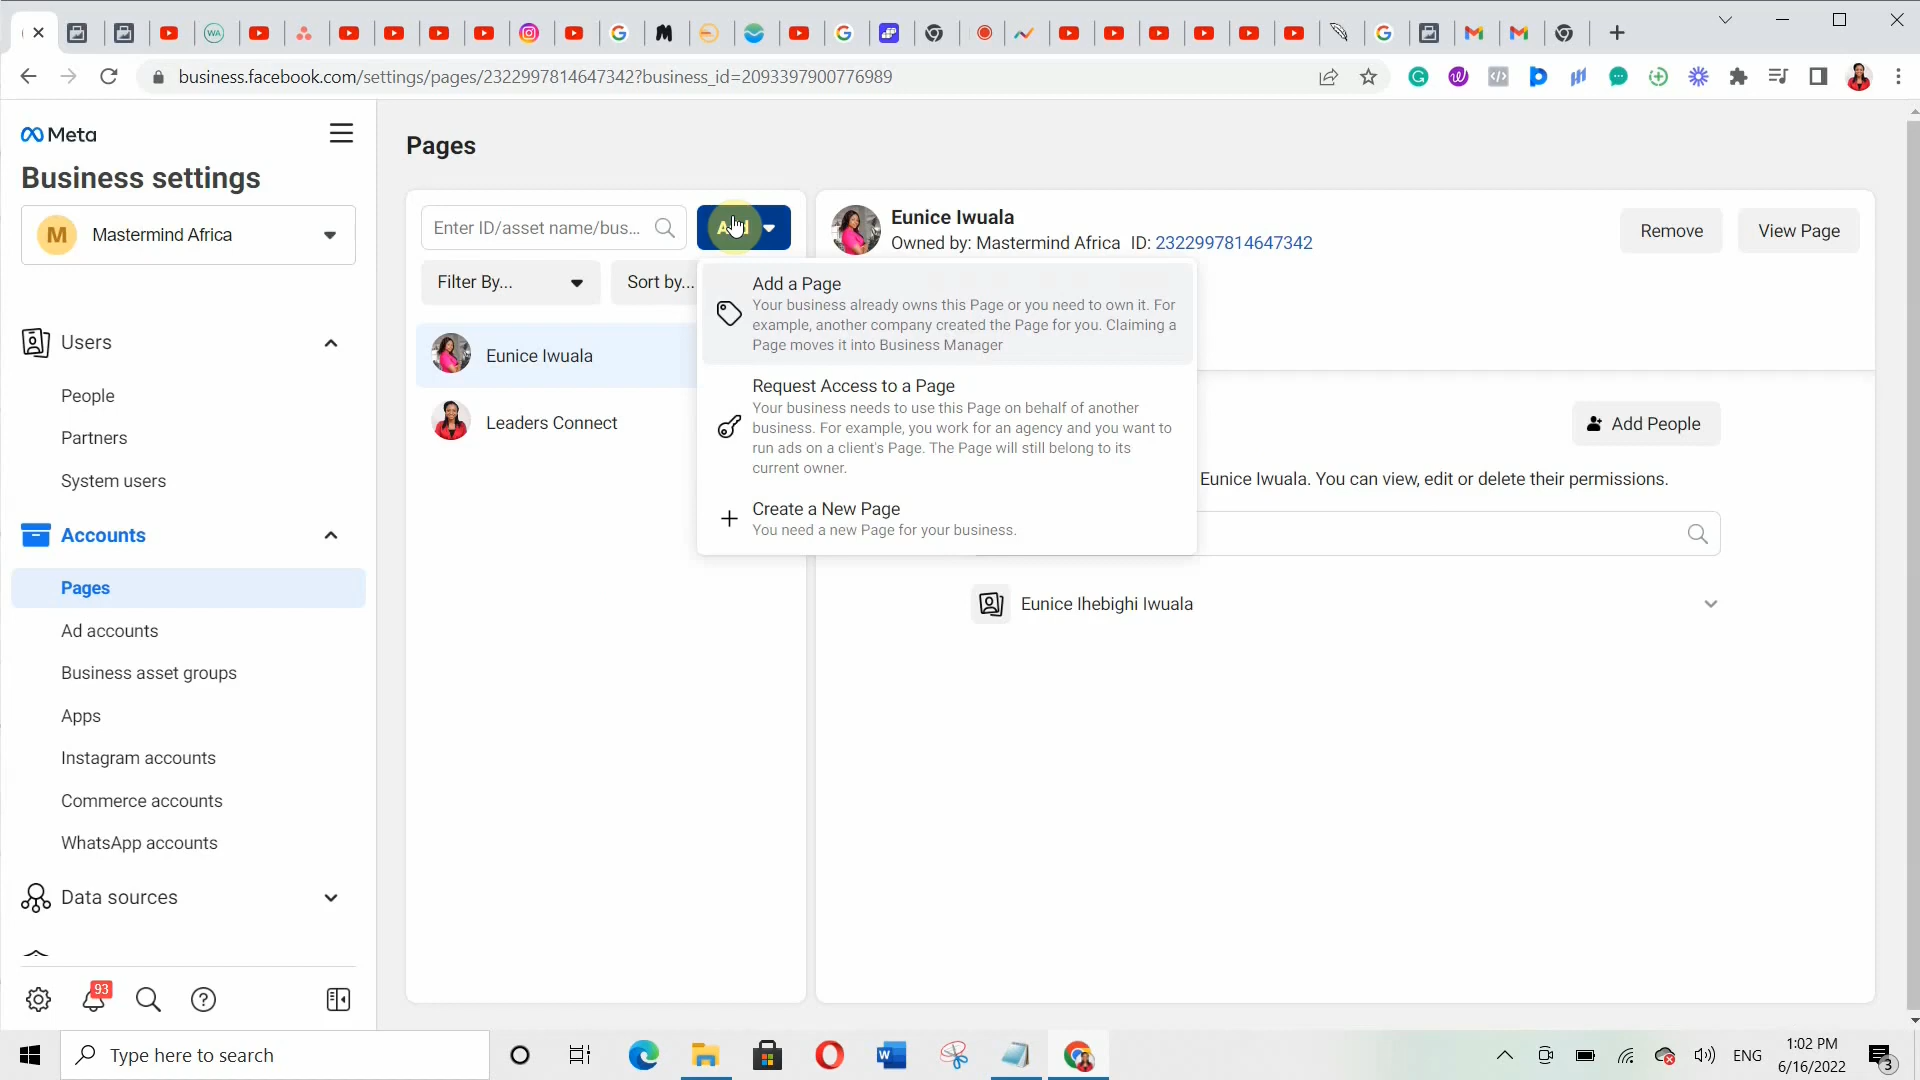 business.facebook.com/settings/pages/2322997814647342?business_id=2093397900776989
Meta
Business settings
M
Mastermind Africa
Users
People
Partners
System users
Accounts
Pages
Ad accounts
Business asset groups
Apps
Instagram accounts
Commerce accounts
WhatsApp accounts
Data sources
93
Pages
Enter ID/asset name/bus...
Add
Filter By...
Sort by...
Eunice Iwuala
Leaders Connect
Add a Page
Your business already owns this Page or you need to own it. For
example, another company created the Page for you. Claiming a
Page moves it into Business Manager
Request Access to a Page
Your business needs to use this Page on behalf of another
business. For example, you work for an agency and you want to
run ads on a client's Page. The Page will still belong to its
current owner.
Create a New Page
You need a new Page for your business.
Eunice Iwuala
Owned by: Mastermind Africa ID: 2322997814647342
Remove
View Page
Add People
Eunice Iwuala. You can view, edit or delete their permissions.
Eunice Ihebighi Iwuala
Type here to search
ENG
1:02 PM
6/16/2022
3